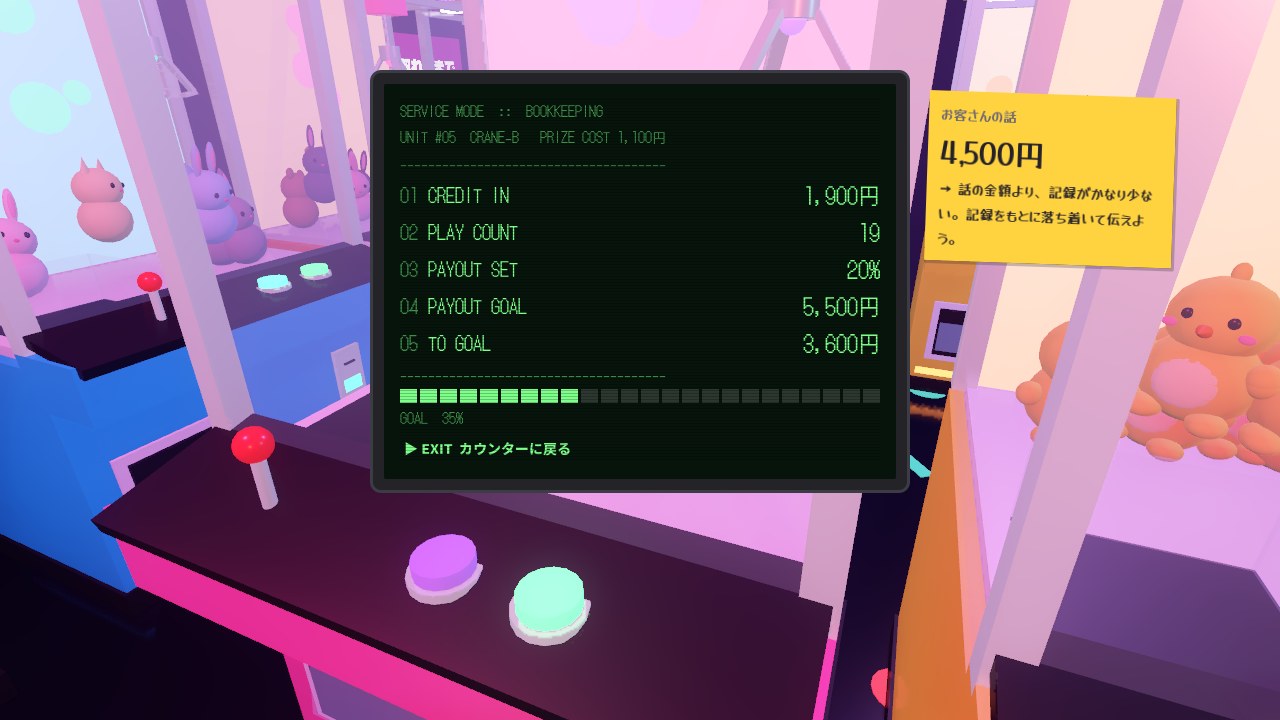 SERVICE MODE :: BOOKKEEPING
UNIT #05 CRANE-B PRIZE COST 1,100円
01 CREDIT IN 1,900円
02 PLAY COUNT 19
03 PAYOUT SET 20%
04 PAYOUT GOAL 5,500円
05 TO GOAL 3,600円
GOAL 35%
▶ EXIT カウンターに戻る
お客さんの話
4,500円
→ 話の金額より、記録がかなり少な
い。記録をもとに落ち着いて伝えよ
う。